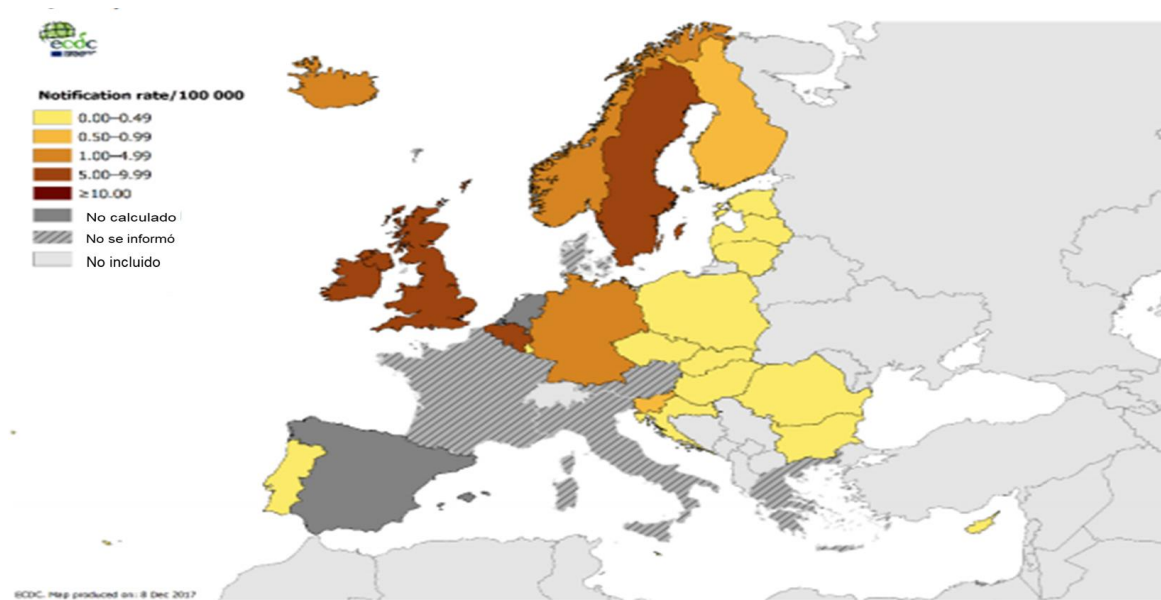 ecdc
Notification rate/100 000
0.00–0.49
0.50–0.99
1.00–4.99
5.00–9.99
≥10.00
No calculado
No se informó
No incluido
ECDC. Map produced on: 8 Dec 2017